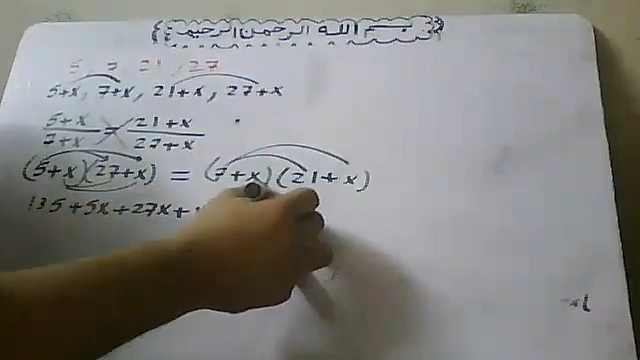 بسم الله الرحمن الرحيم
5 , 7 , 21 , 27
5+x, 7+x, 21+x, 27+x
5+x / 7+x = 21+x / 27+x
(5+x)(27+x) = (7+x)(21+x)
135+5x+27x+